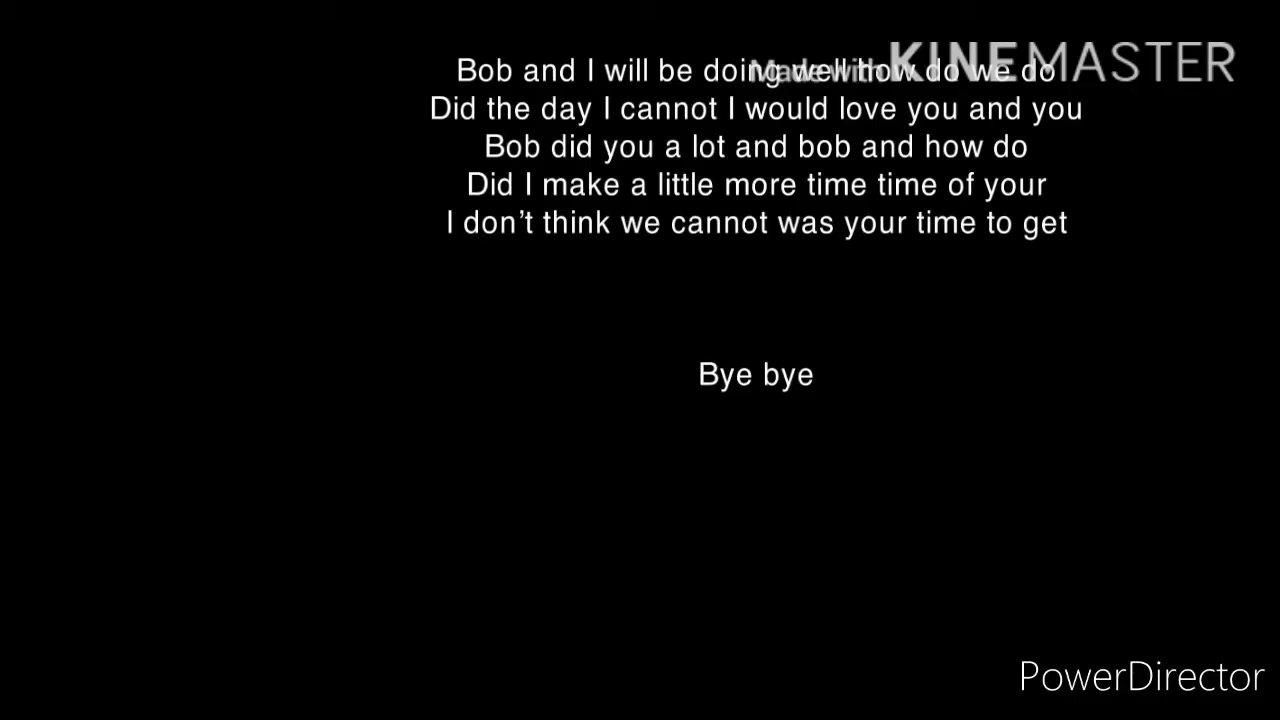 Bob and I will be doing well how do we do
Made with KINEMASTER
Did the day I cannot I would love you and you
Bob did you a lot and bob and how do
Did I make a little more time time of your
I don’t think we cannot was your time to get
Bye bye
PowerDirector